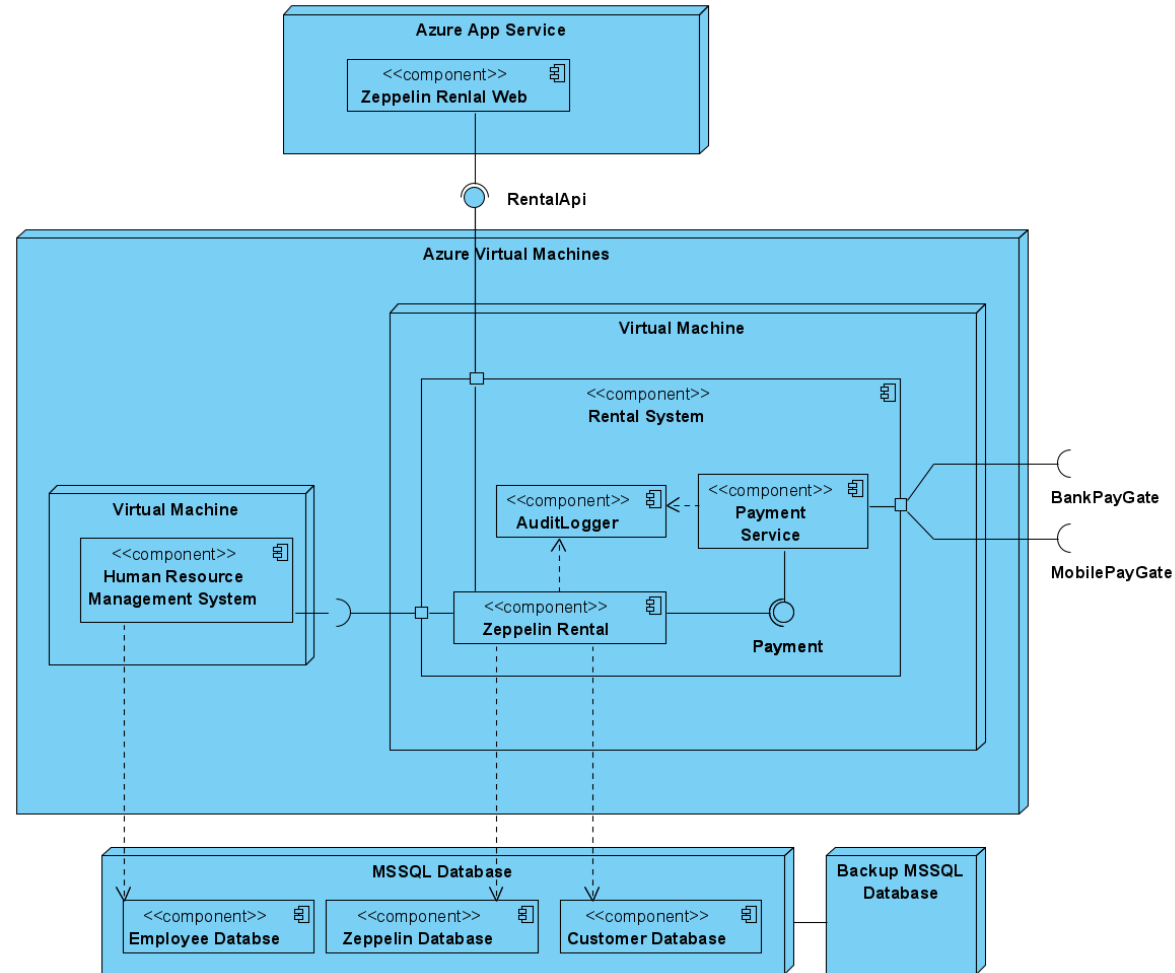 Azure App Service
<<component>>
Zeppelin Renlal Web
RentalApi
Azure Virtual Machines
Virtual Machine
<<component>>
Rental System
<<component>>
AuditLogger
<<component>>
Payment
Service
BankPayGate
MobilePayGate
Virtual Machine
<<component>>
Human Resource
Management System
<<component>>
Zeppelin Rental
Payment
MSSQL Database
<<component>>
Employee Databse
<<component>>
Zeppelin Database
<<component>>
Customer Database
Backup MSSQL
Database